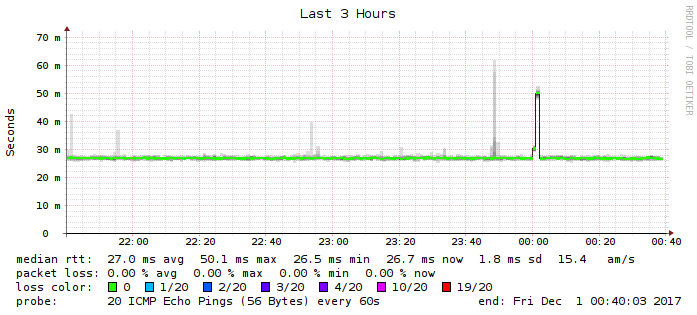 Last 3 Hours
RRDTOOL / TOBI OETIKER
Seconds
70 m
60 m
50 m
40 m
30 m
20 m
10 m
0
22:00 22:20 22:40 23:00 23:20 23:40 00:00 00:20 00:40
median rtt: 27.0 ms avg 50.1 ms max 26.5 ms min 26.7 ms now 1.8 ms sd 15.4 am/s
packet loss: 0.00 % avg 0.00 % max 0.00 % min 0.00 % now
loss color: 0 1/20 2/20 3/20 4/20 10/20 19/20
probe: 20 ICMP Echo Pings (56 Bytes) every 60s end: Fri Dec 1 00:40:03 2017